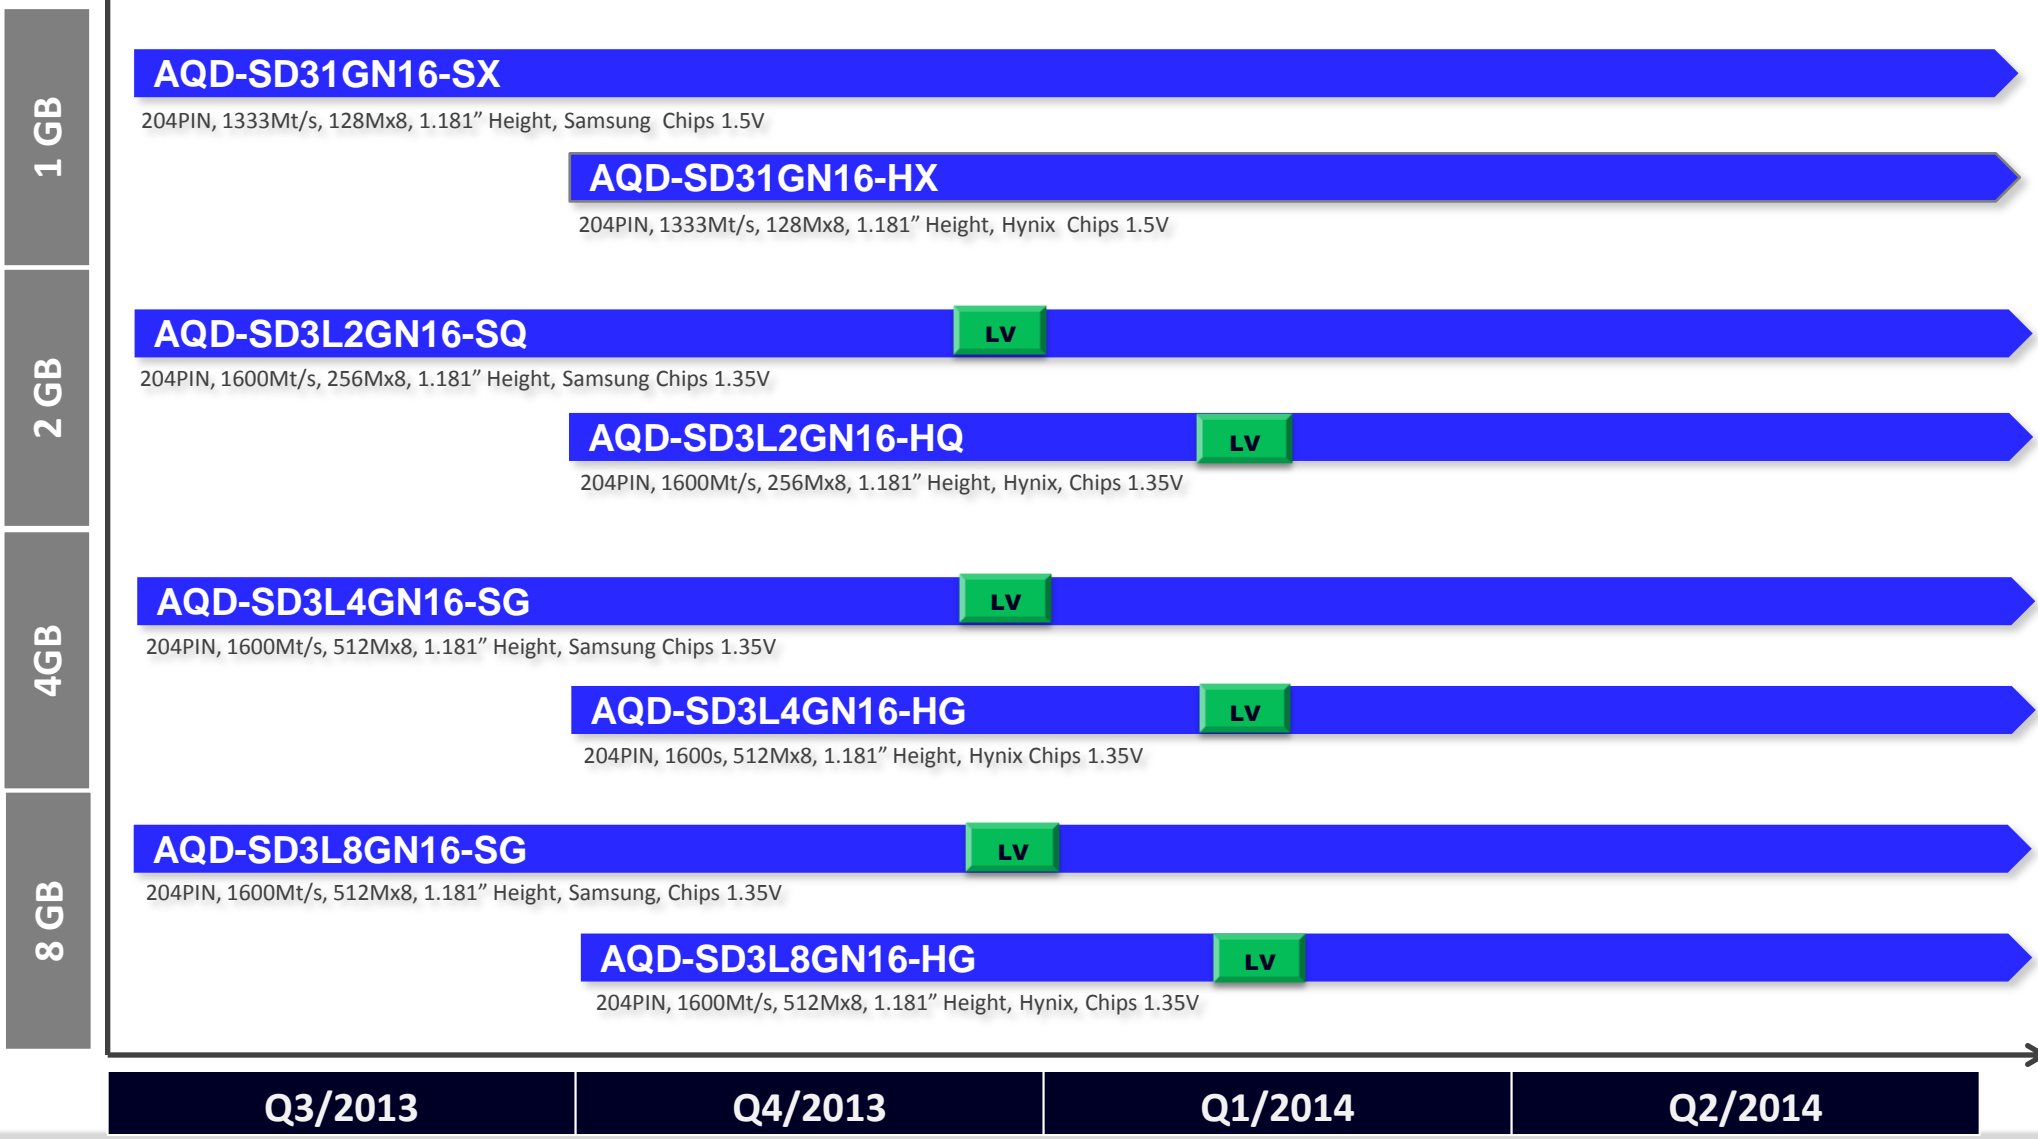 1 GB
AQD-SD31GN16-SX
204PIN, 1333Mt/s, 128Mx8, 1.181” Height, Samsung Chips 1.5V
AQD-SD31GN16-HX
204PIN, 1333Mt/s, 128Mx8, 1.181” Height, Hynix Chips 1.5V
2 GB
AQD-SD3L2GN16-SQ LV
204PIN, 1600Mt/s, 256Mx8, 1.181” Height, Samsung Chips 1.35V
AQD-SD3L2GN16-HQ LV
204PIN, 1600Mt/s, 256Mx8, 1.181” Height, Hynix, Chips 1.35V
4GB
AQD-SD3L4GN16-SG LV
204PIN, 1600Mt/s, 512Mx8, 1.181” Height, Samsung Chips 1.35V
AQD-SD3L4GN16-HG LV
204PIN, 1600s, 512Mx8, 1.181” Height, Hynix Chips 1.35V
8 GB
AQD-SD3L8GN16-SG LV
204PIN, 1600Mt/s, 512Mx8, 1.181” Height, Samsung, Chips 1.35V
AQD-SD3L8GN16-HG LV
204PIN, 1600Mt/s, 512Mx8, 1.181” Height, Hynix, Chips 1.35V
Q3/2013 Q4/2013 Q1/2014 Q2/2014